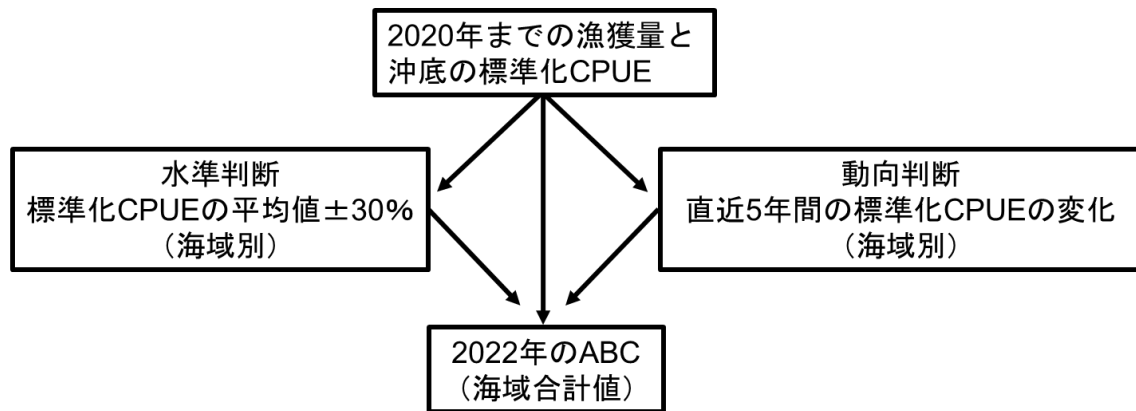 2020年までの漁獲量と
沖底の標準化CPUE
水準判断
標準化CPUEの平均値±30%
（海域別）
動向判断
直近5年間の標準化CPUEの変化
（海域別）
2022年のABC
（海域合計値）